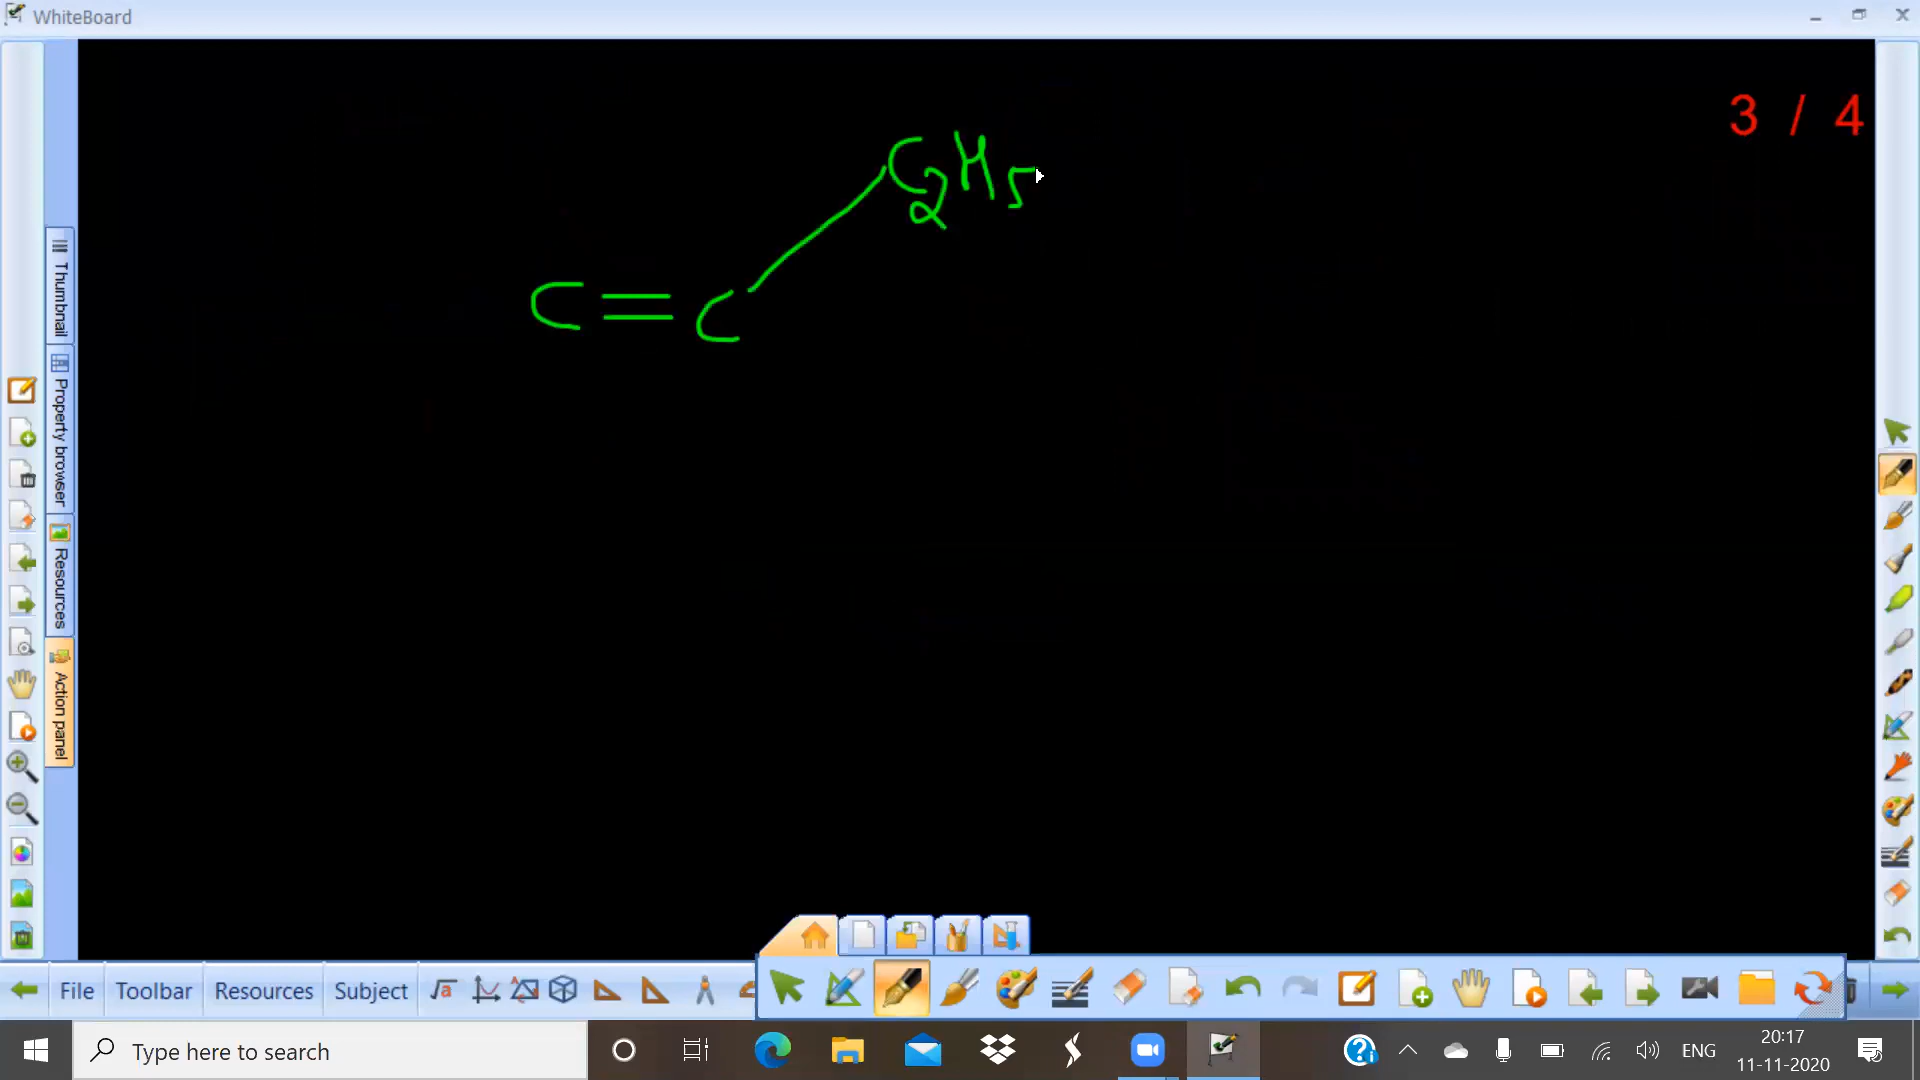 WhiteBoard
3 / 4
C2H5
C=C
Thumbnail
Property browser
Resources
Action panel
File Toolbar Resources Subject
Type here to search
ENG
20:17
11-11-2020